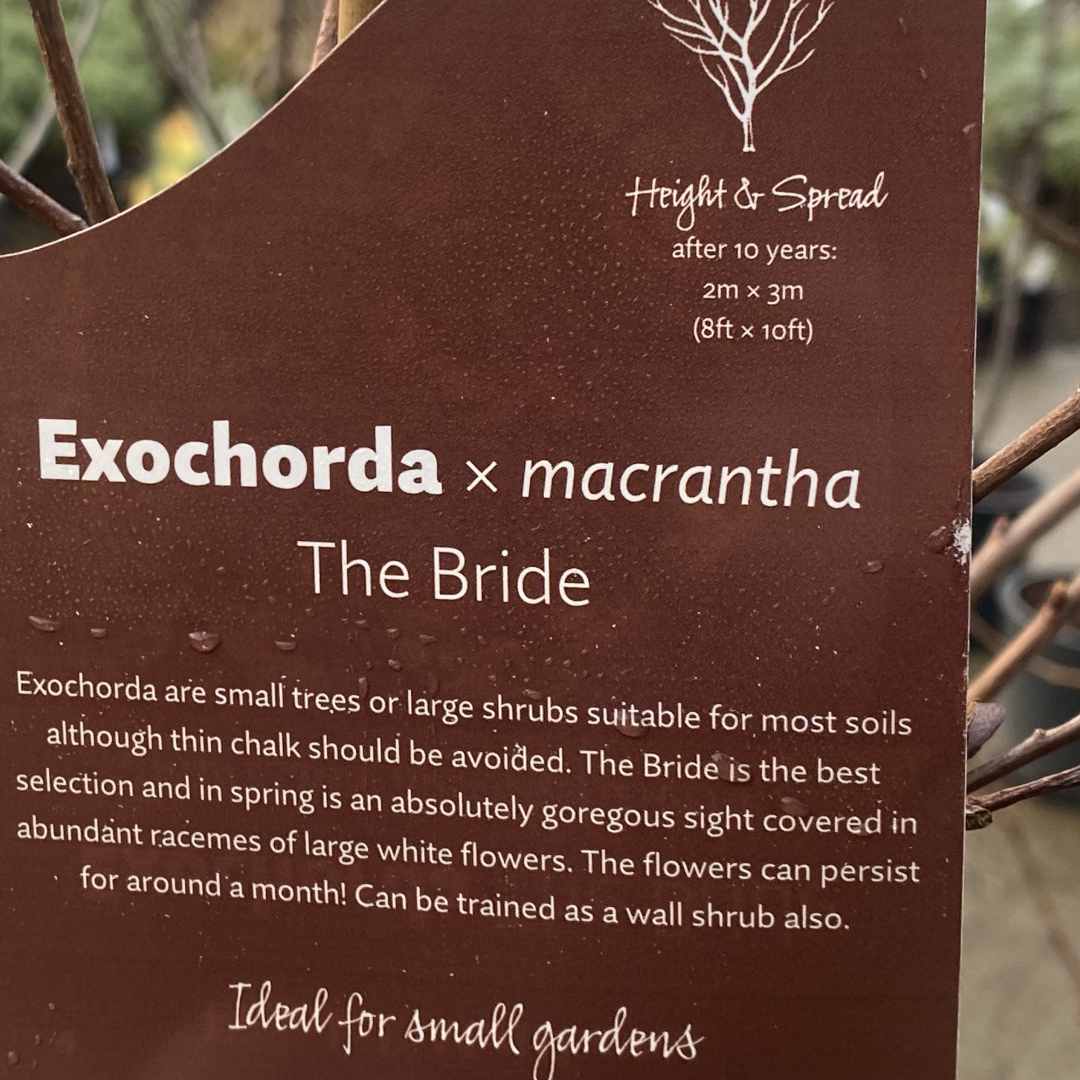 Height & Spread
after 10 years:
2m × 3m
(8ft × 10ft)
Exochorda × macrantha
The Bride
Exochorda are small trees or large shrubs suitable for most soils
although thin chalk should be avoided. The Bride is the best
selection and in spring is an absolutely goregous sight covered in
abundant racemes of large white flowers. The flowers can persist
for around a month! Can be trained as a wall shrub also.
Ideal for small gardens